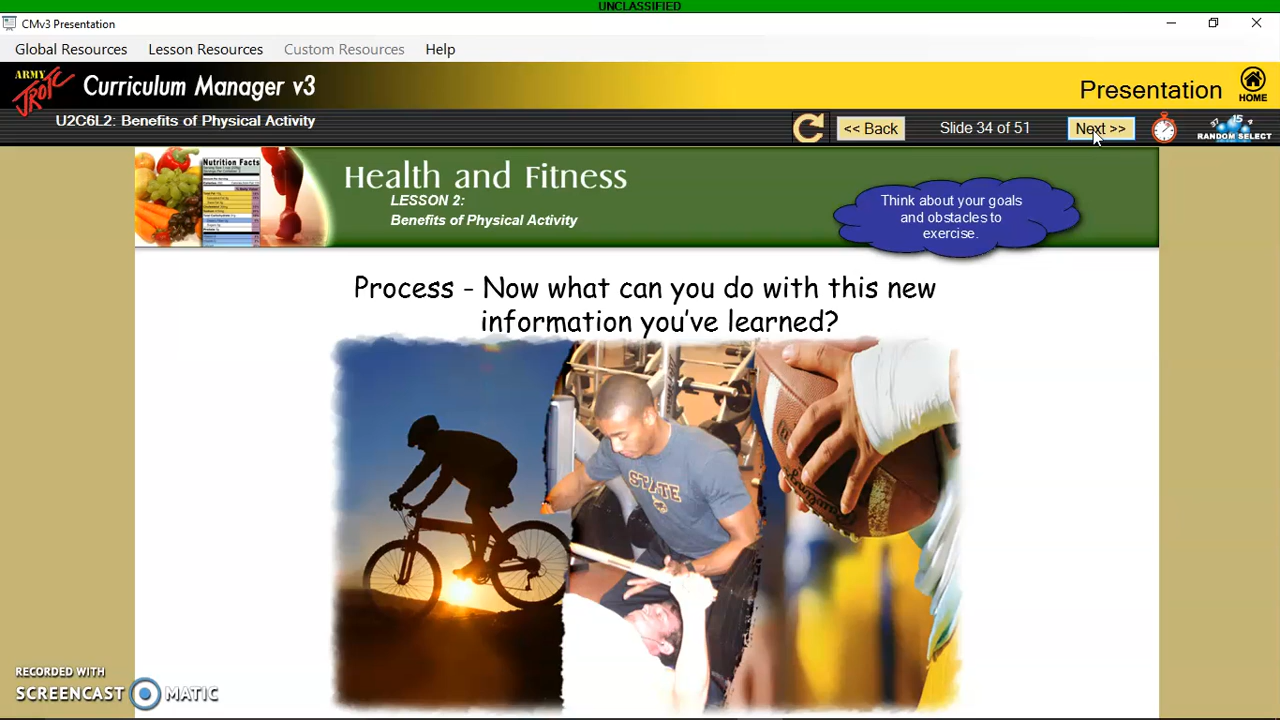 UNCLASSIFIED
CMv3 Presentation
Global Resources Lesson Resources Custom Resources Help
ARMY JROTC
Curriculum Manager v3
Presentation
HOME
U2C6L2: Benefits of Physical Activity
<< Back
Slide 34 of 51
Next >>
RANDOM SELECT
Nutrition Facts
Health and Fitness
LESSON 2:
Benefits of Physical Activity
Think about your goals
and obstacles to
exercise.
Process - Now what can you do with this new
information you've learned?
STATE
RECORDED WITH
SCREENCAST MATIC